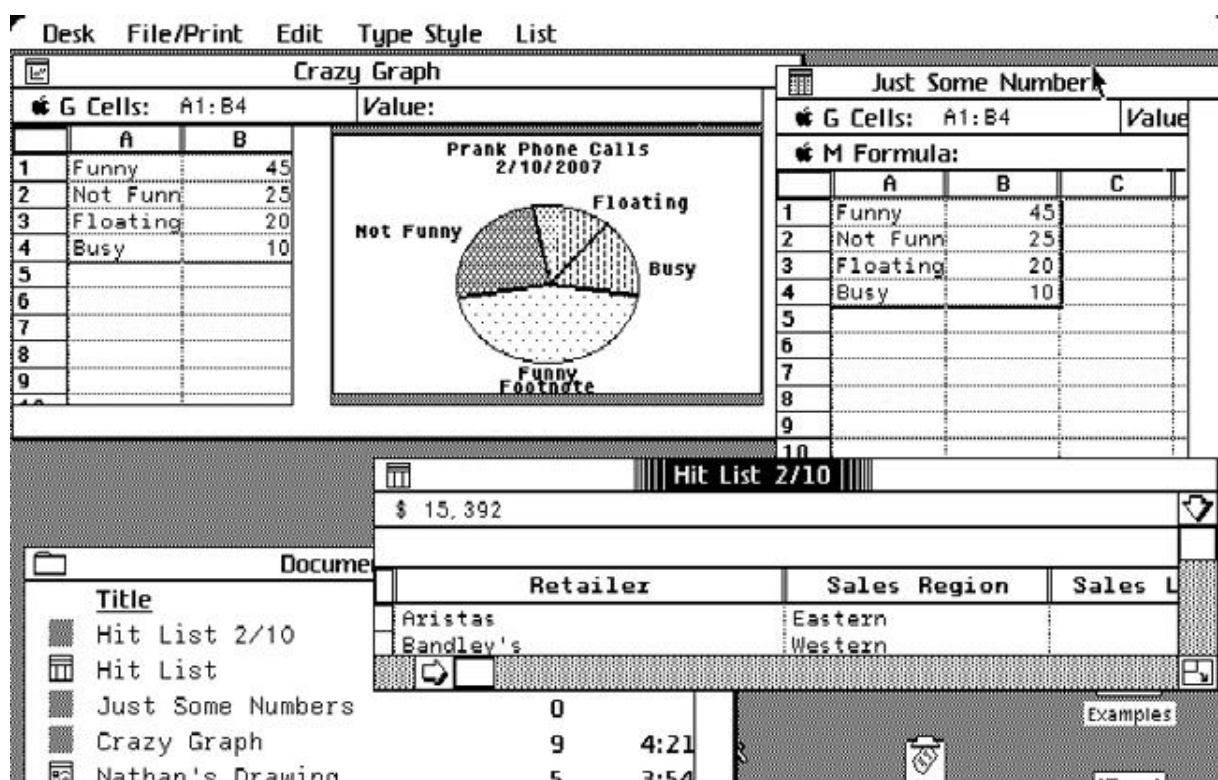 Desk File/Print Edit Type Style List
Crazy Graph
G Cells: A1:B4 Value:
A B
1 Funny 45
2 Not Funn 25
3 Floating 20
4 Busy 10
5
6
7
8
9
Prank Phone Calls
2/10/2007
Floating
Not Funny
Busy
Funny
Footnote
Just Some Number
G Cells: A1:B4 Value
M Formula:
A B C
1 Funny 45
2 Not Funn 25
3 Floating 20
4 Busy 10
5
6
7
8
9
10
Hit List 2/10
$ 15,392
Retailer Sales Region Sales L
Aristas Eastern
Bandley's Western
Docume
Title
Hit List 2/10
Hit List
Just Some Numbers 0
Crazy Graph 9 4:21
Nathan's Drawing 5 3:54
Examples